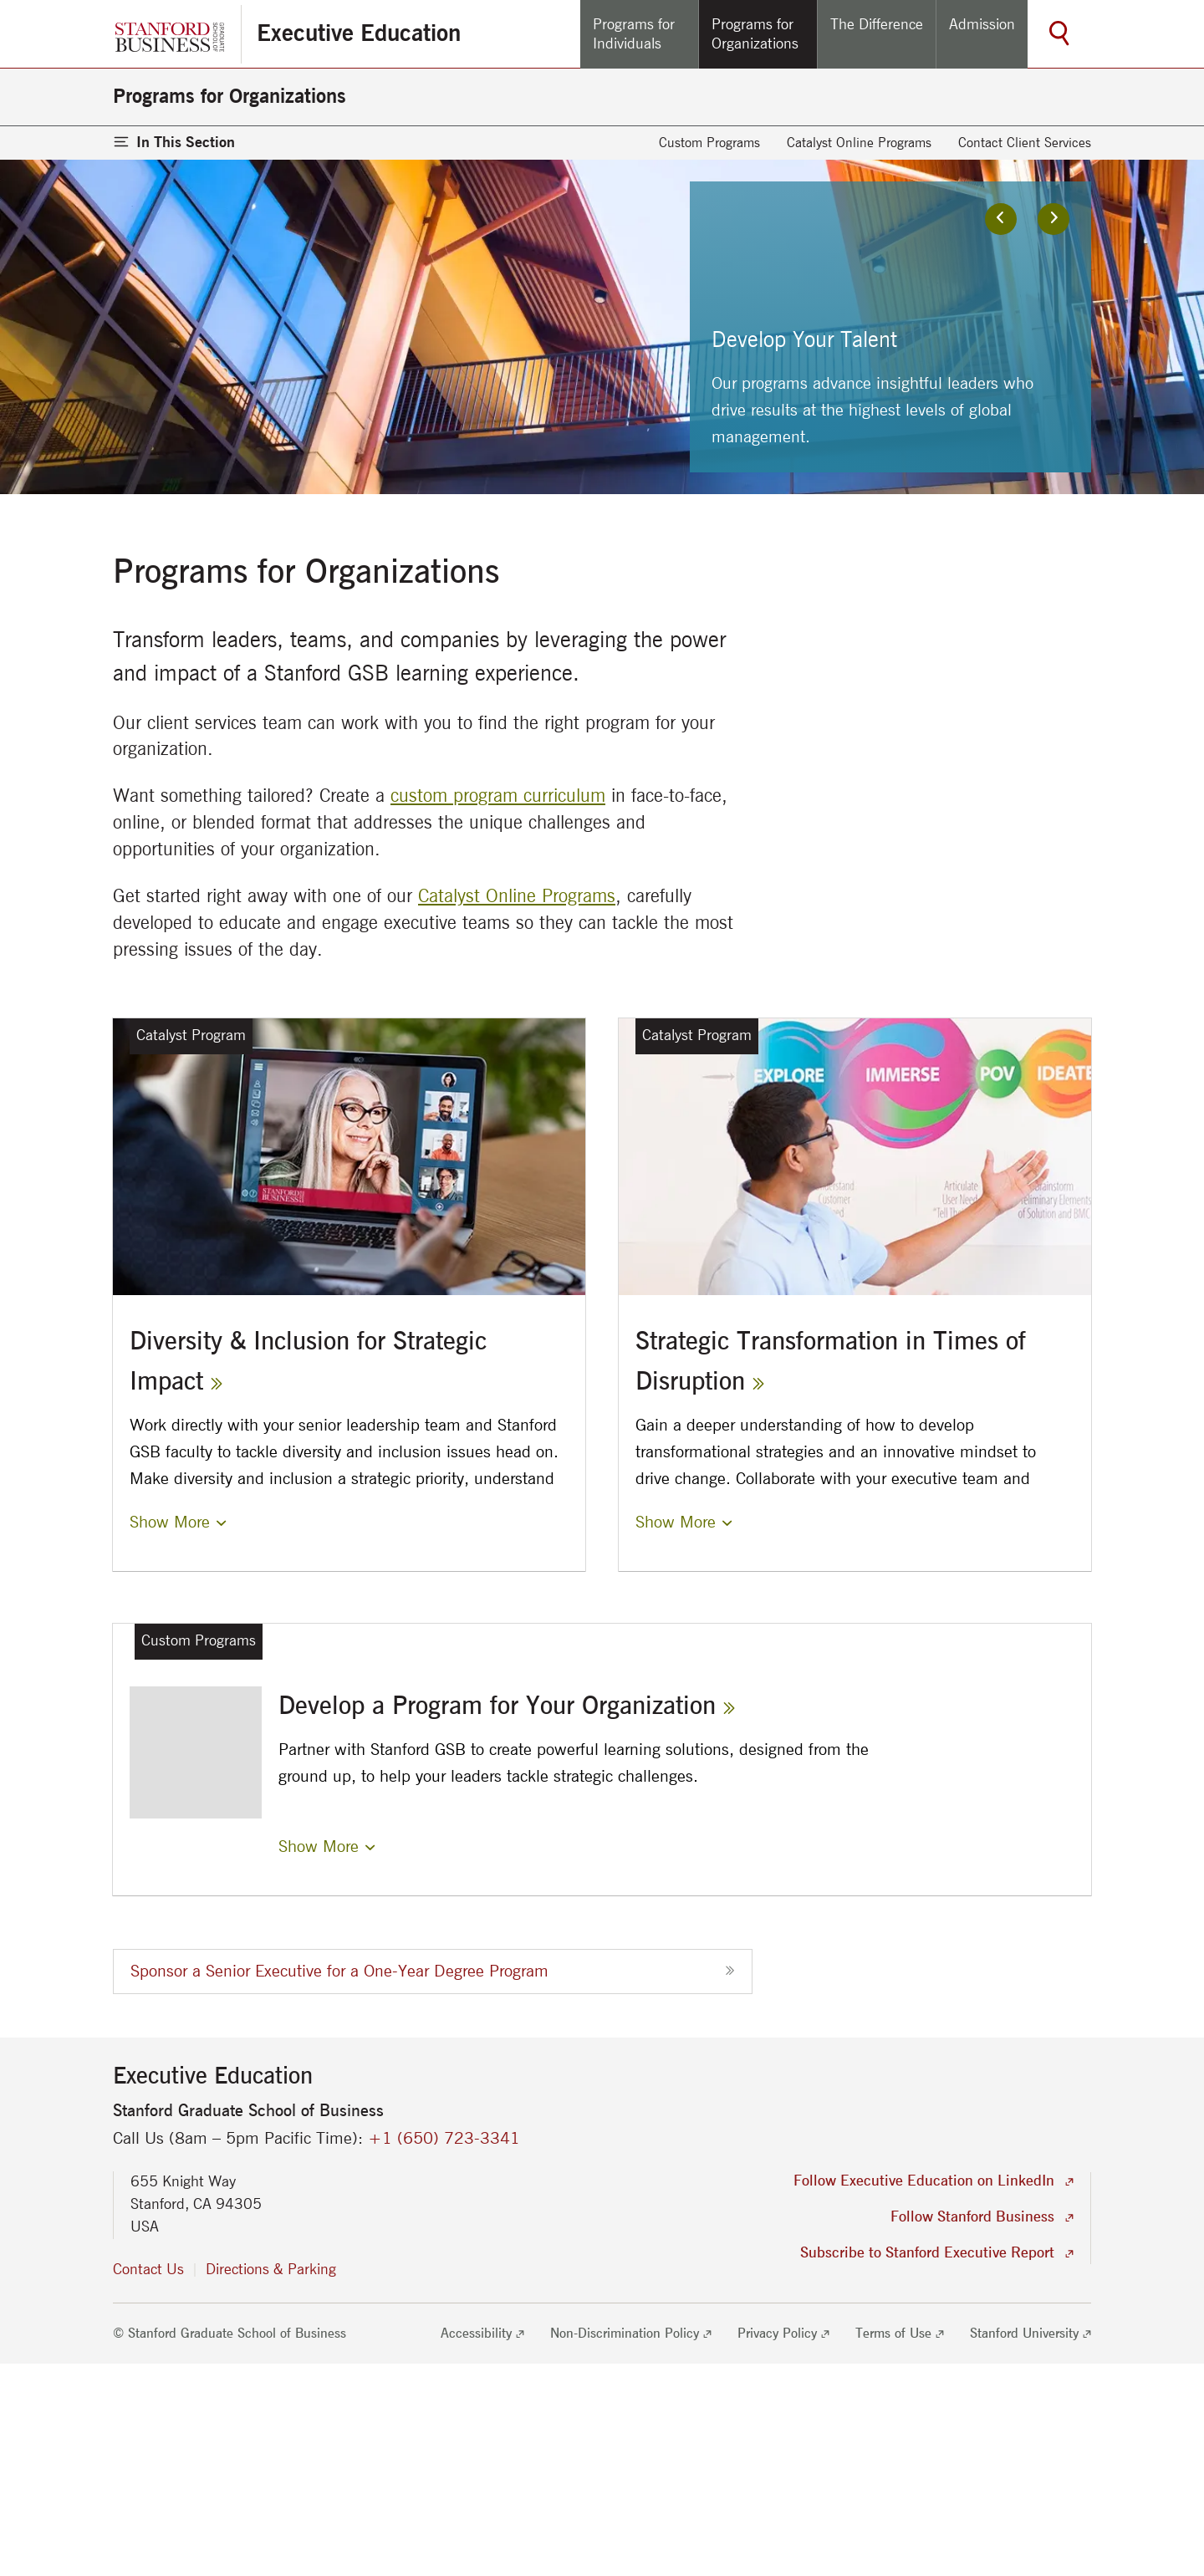 STANFORD
BUSINESS
GRADUATE
SCHOOL OF
Executive Education
Programs for
Individuals
Programs for
Organizations
The Difference
Admission
Programs for Organizations
In This Section
Custom Programs
Catalyst Online Programs
Contact Client Services
Develop Your Talent
Our programs advance insightful leaders who
drive results at the highest levels of global
management.
Programs for Organizations
Transform leaders, teams, and companies by leveraging the power
and impact of a Stanford GSB learning experience.
Our client services team can work with you to find the right program for your
organization.
Want something tailored? Create a custom program curriculum in face-to-face,
online, or blended format that addresses the unique challenges and
opportunities of your organization.
Get started right away with one of our Catalyst Online Programs, carefully
developed to educate and engage executive teams so they can tackle the most
pressing issues of the day.
Catalyst Program
STANFORD
BUSINESS
Diversity & Inclusion for Strategic
Impact »
Work directly with your senior leadership team and Stanford
GSB faculty to tackle diversity and inclusion issues head on.
Make diversity and inclusion a strategic priority, understand
Show More
Catalyst Program
EXPLORE
IMMERSE
POV
IDEATE
Customer
Articulate
User Need
of Solution and BMC
Strategic Transformation in Times of
Disruption »
Gain a deeper understanding of how to develop
transformational strategies and an innovative mindset to
drive change. Collaborate with your executive team and
Show More
Custom Programs
Develop a Program for Your Organization »
Partner with Stanford GSB to create powerful learning solutions, designed from the
ground up, to help your leaders tackle strategic challenges.
Show More
Sponsor a Senior Executive for a One-Year Degree Program »
Executive Education
Stanford Graduate School of Business
Call Us (8am – 5pm Pacific Time): +1 (650) 723-3341
655 Knight Way
Stanford, CA 94305
USA
Contact Us
Directions & Parking
Follow Executive Education on LinkedIn
Follow Stanford Business
Subscribe to Stanford Executive Report
© Stanford Graduate School of Business
Accessibility
Non-Discrimination Policy
Privacy Policy
Terms of Use
Stanford University